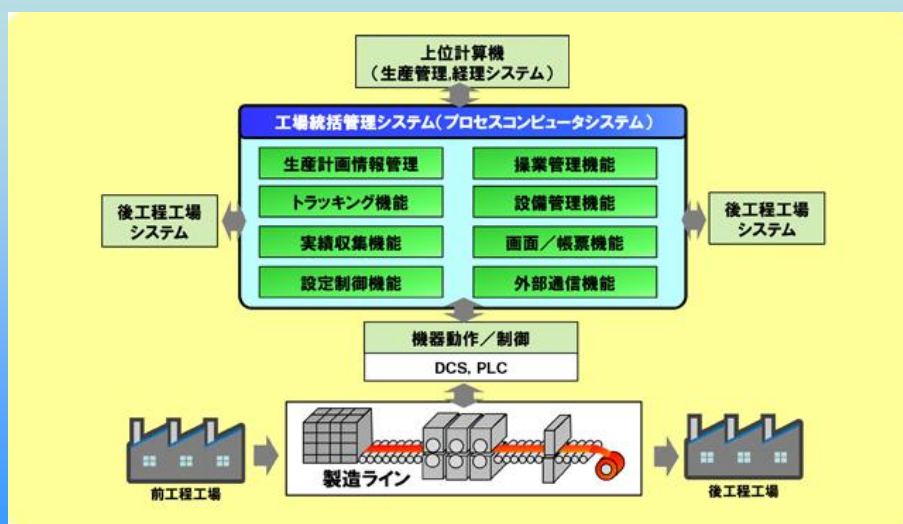 上位計算機
(生産管理,経理システム)
工場統括管理システム(プロセスコンピュータシステム)
生産計画情報管理
操業管理機能
トラッキング機能
設備管理機能
後工程工場
システム
後工程工場
システム
実績収集機能
画面/帳票機能
設定制御機能
外部通信機能
機器動作/制御
DCS, PLC
製造ライン
前工程工場
後工程工場